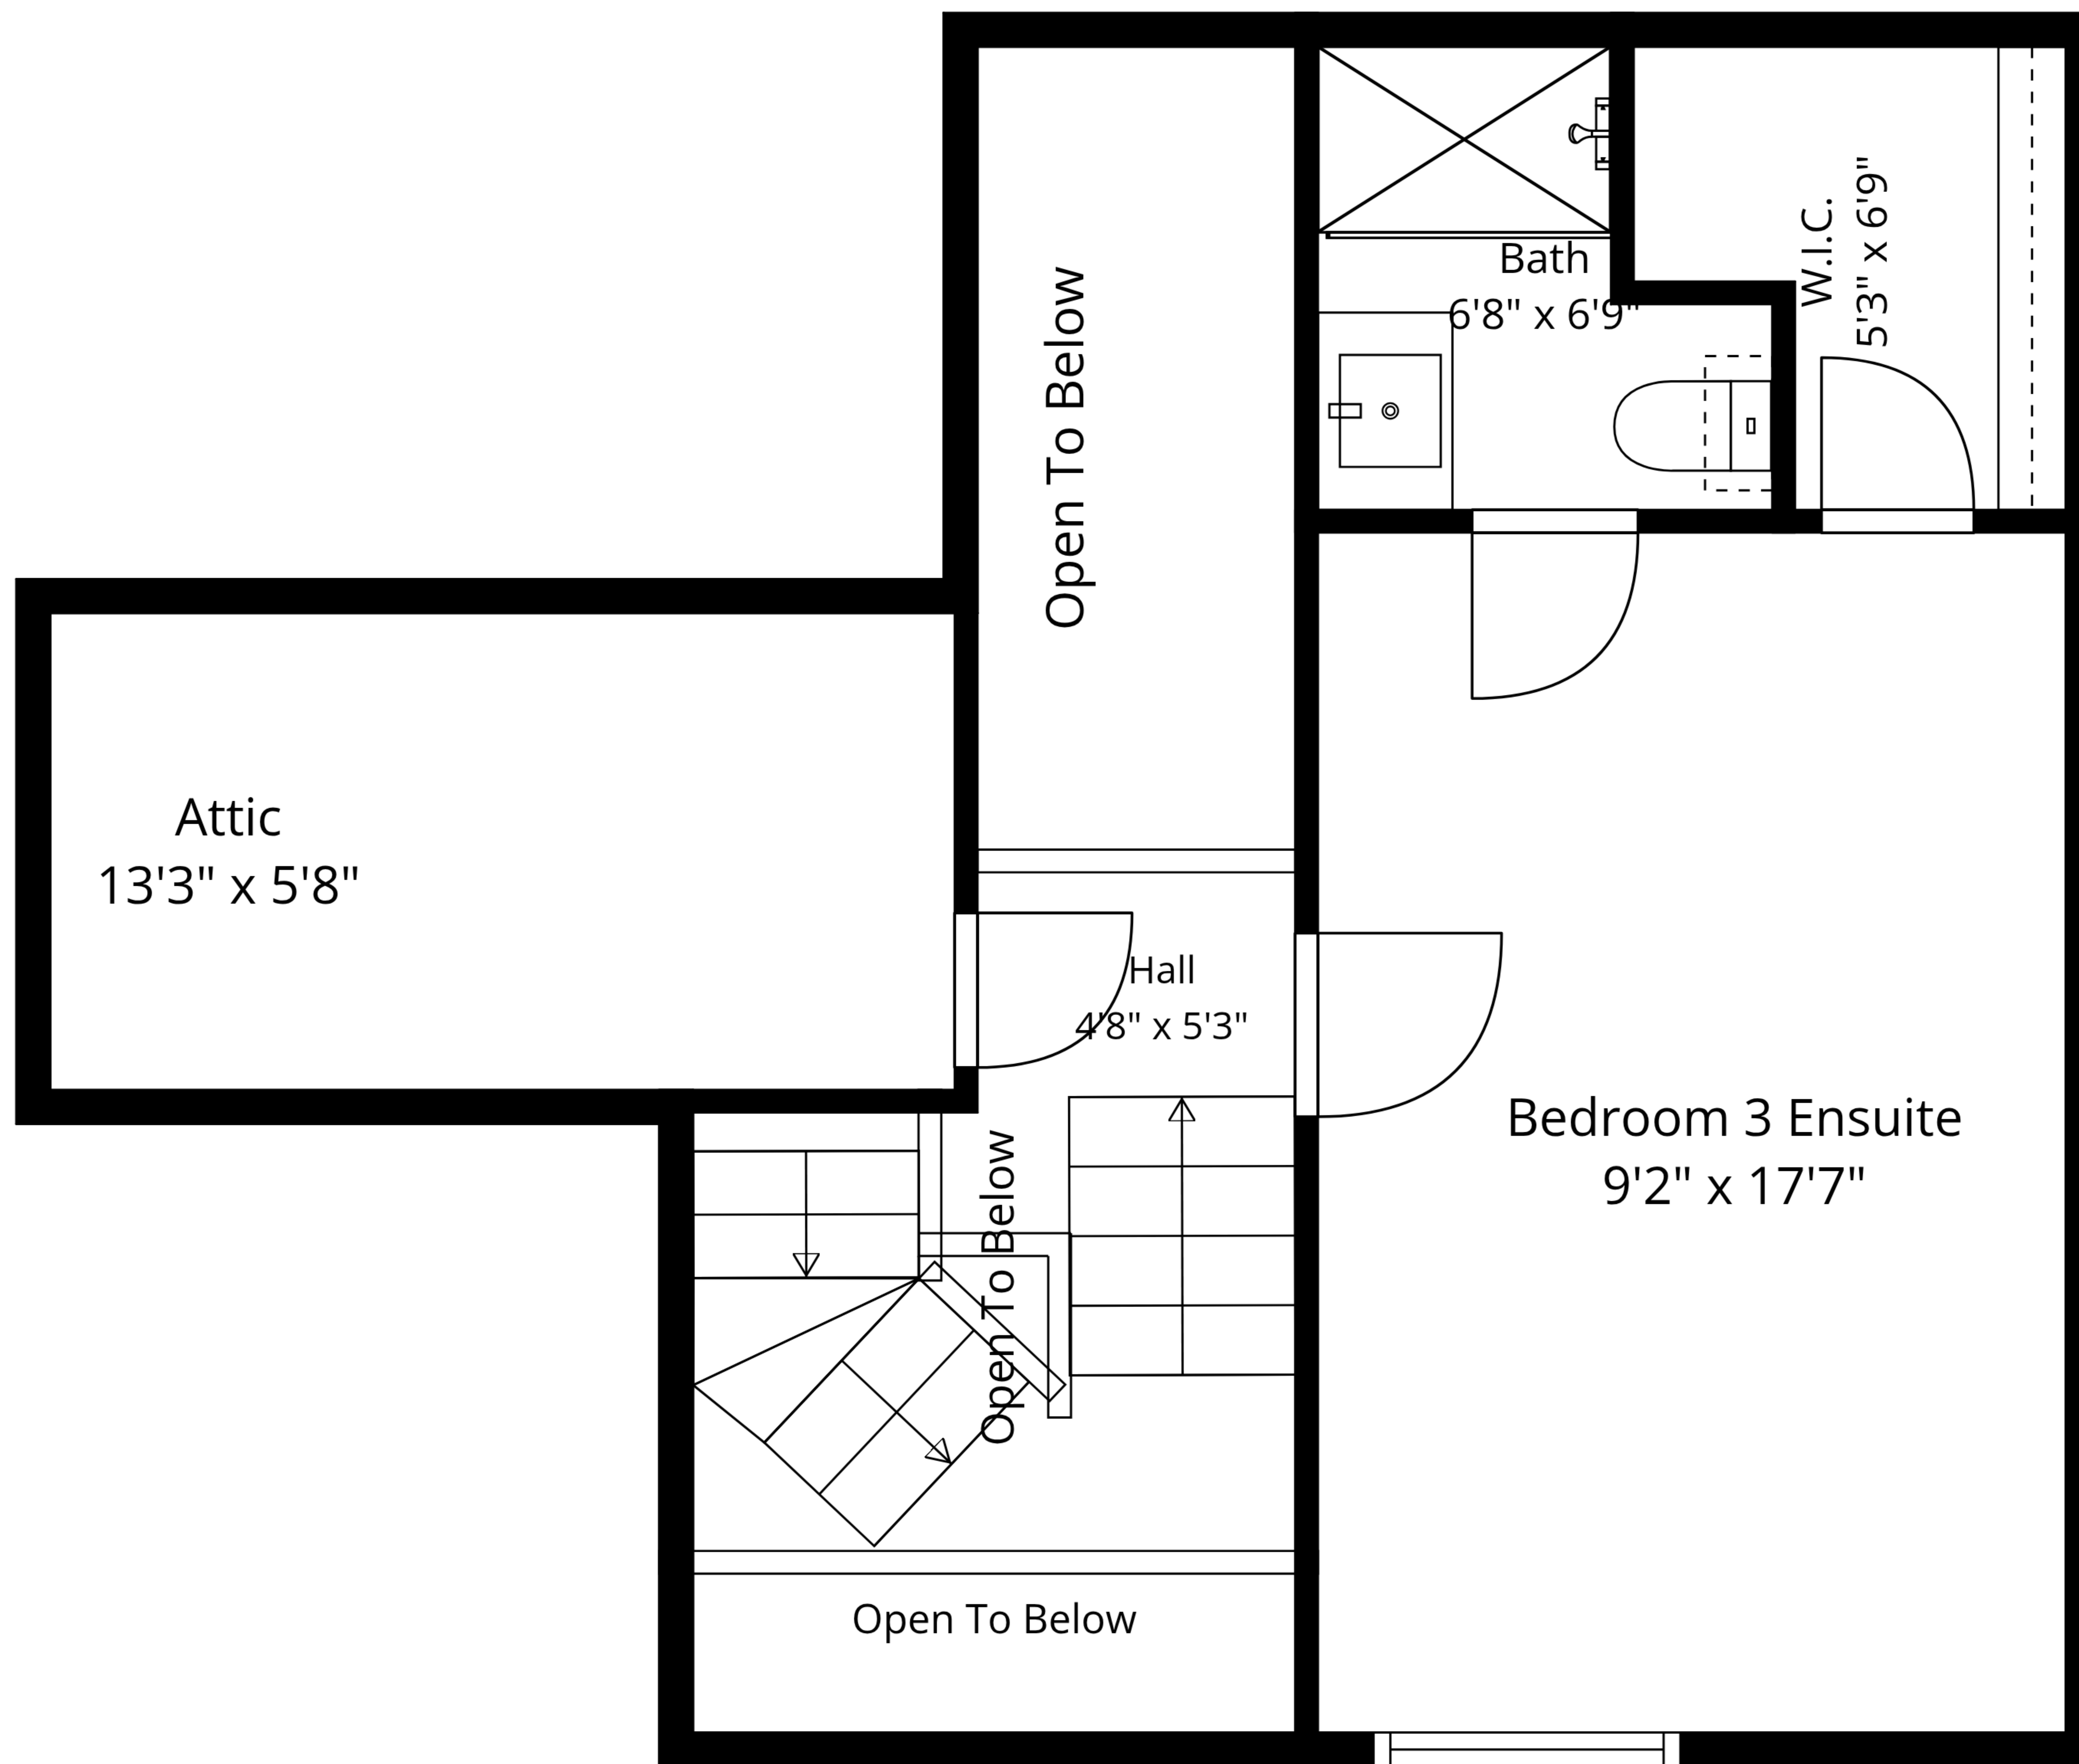 Open To Below
Bath
6'8" x 6'9"
W.I.C.
5'3" x 6'9"
Attic
13'3" x 5'8"
Hall
4'8" x 5'3"
Bedroom 3 Ensuite
9'2" x 17'7"
Open To Below
Open To Below